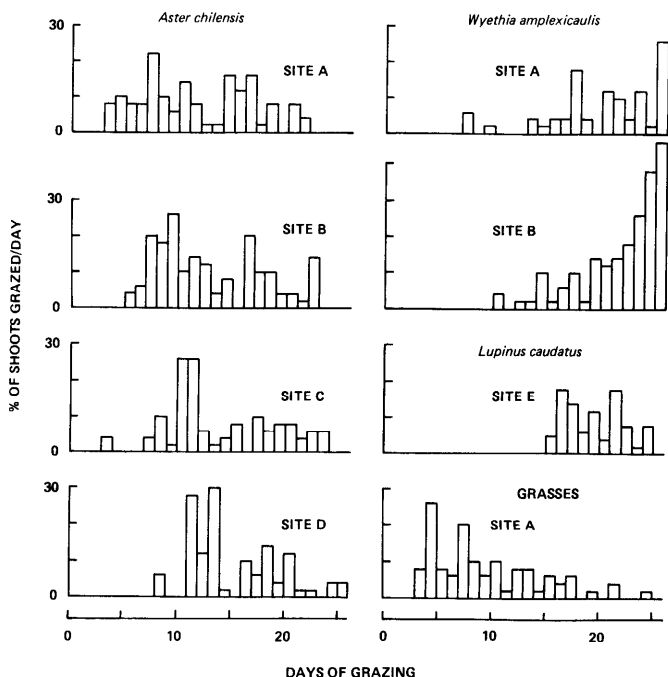 Aster chilensis
30
0
SITE A
Wyethia amplexicaulis
SITE A
30
0
SITE B
SITE B
% OF SHOOTS GRAZED/DAY
30
0
SITE C
Lupinus caudatus
SITE E
30
0
SITE D
GRASSES
SITE A
0 10 20 0 10 20
DAYS OF GRAZING